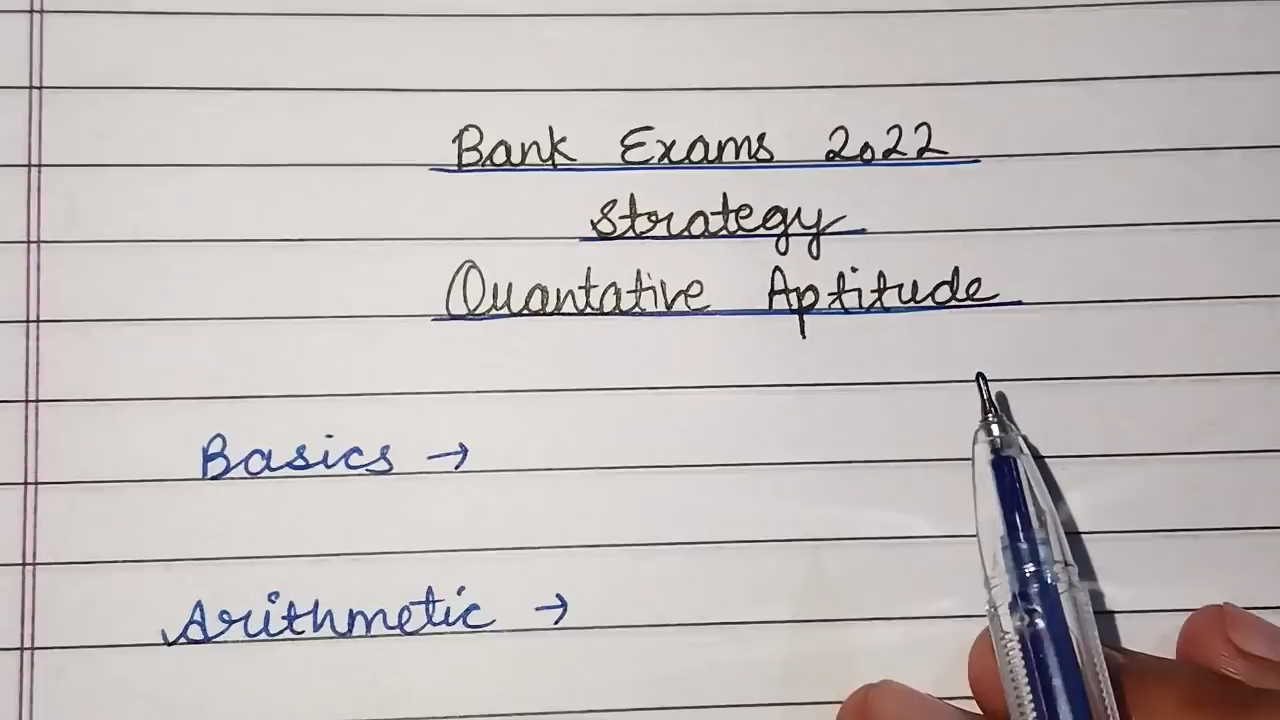 Bank Exams 2022
Strategy
Quantative Aptitude
Basics →
Arithmetic →